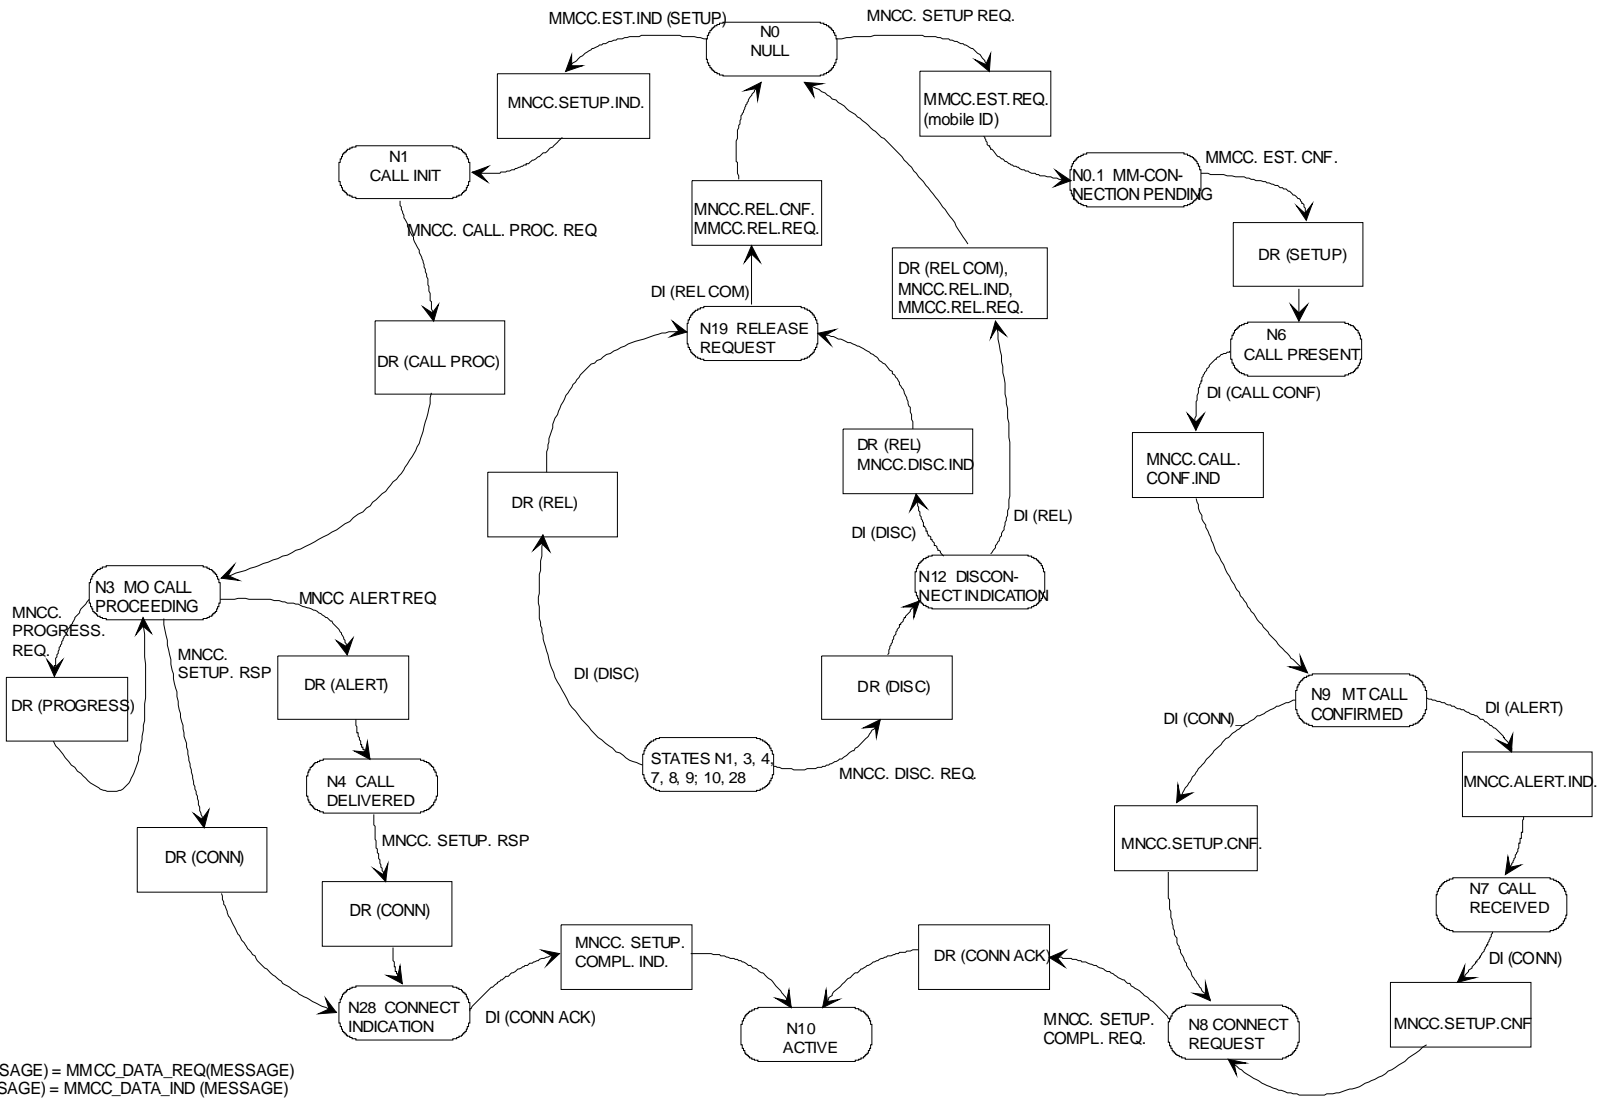 MMCC.EST.IND (SETUP)
N0
NULL
MNCC. SETUP REQ.
MNCC.SETUP.IND.
MMCC.EST.REQ.
(mobile ID)
N1
CALL INIT
MMCC. EST. CNF.
N0.1 MM-CON-
NECTION PENDING
MNCC.REL.CNF.
MMCC.REL.REQ.
MNCC. CALL. PROC. REQ
DR (SETUP)
DR (REL COM),
MNCC.REL.IND,
MMCC.REL.REQ.
DI (REL COM)
N19 RELEASE
REQUEST
N6
CALL PRESENT
DR (CALL PROC)
DI (CALL CONF)
DR (REL)
MNCC.DISC.IND
MNCC.CALL.
CONF.IND
DR (REL)
DI (REL)
DI (DISC)
N3 MO CALL
PROCEEDING
N12 DISCON-
NECT INDICATION
MNCC ALERT REQ
MNCC.
PROGRESS.
REQ.
MNCC.
SETUP. RSP
DI (DISC)
DR (ALERT)
DR (DISC)
DR (PROGRESS)
N9 MT CALL
CONFIRMED
DI (CONN)
DI (ALERT)
STATES N1, 3, 4,
7, 8, 9; 10, 28
MNCC. DISC. REQ.
N4 CALL
DELIVERED
MNCC.ALERT.IND.
MNCC. SETUP. RSP
MNCC.SETUP.CNF.
DR (CONN)
DR (CONN)
N7 CALL
RECEIVED
MNCC. SETUP.
COMPL. IND.
DR (CONN ACK)
DI (CONN)
N28 CONNECT
INDICATION
DI (CONN ACK)
N10
ACTIVE
MNCC. SETUP.
COMPL. REQ.
N8 CONNECT
REQUEST
MNCC.SETUP.CNF
SAGE) = MMCC_DATA_REQ(MESSAGE)
SAGE) = MMCC_DATA_IND (MESSAGE)